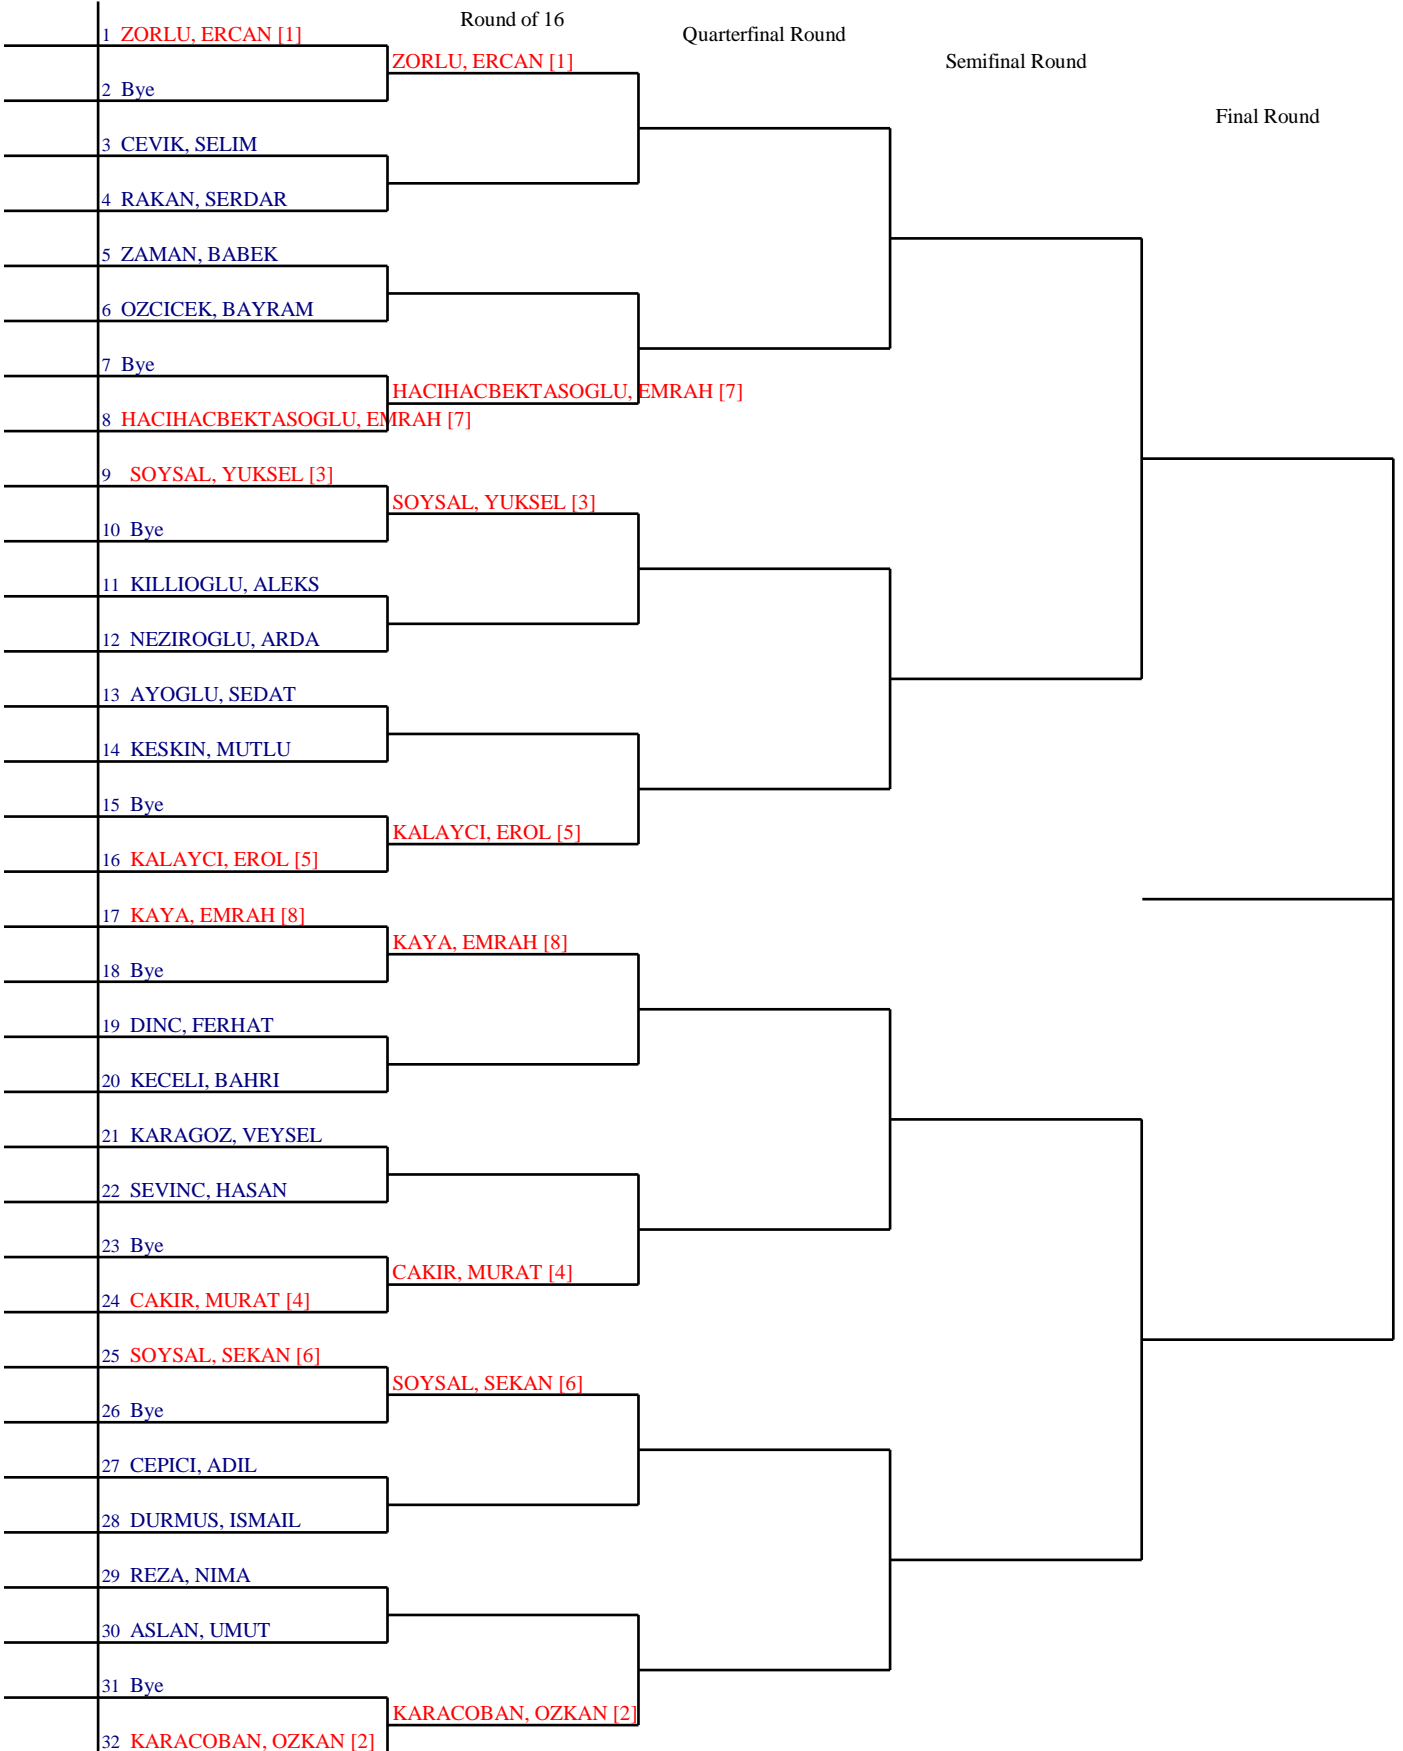 Round of 16
Quarterfinal Round
Semifinal Round
Final Round
1 ZORLU, ERCAN [1]
ZORLU, ERCAN [1]
2 Bye
3 CEVIK, SELIM
4 RAKAN, SERDAR
5 ZAMAN, BABEK
6 OZCICEK, BAYRAM
7 Bye
HACIHACBEKTASOGLU, EMRAH [7]
8 HACIHACBEKTASOGLU, EMRAH [7]
9 SOYSAL, YUKSEL [3]
SOYSAL, YUKSEL [3]
10 Bye
11 KILLIOGLU, ALEKS
12 NEZIROGLU, ARDA
13 AYOGLU, SEDAT
14 KESKIN, MUTLU
15 Bye
KALAYCI, EROL [5]
16 KALAYCI, EROL [5]
17 KAYA, EMRAH [8]
KAYA, EMRAH [8]
18 Bye
19 DINC, FERHAT
20 KECELI, BAHRI
21 KARAGOZ, VEYSEL
22 SEVINC, HASAN
23 Bye
CAKIR, MURAT [4]
24 CAKIR, MURAT [4]
25 SOYSAL, SEKAN [6]
SOYSAL, SEKAN [6]
26 Bye
27 CEPICI, ADIL
28 DURMUS, ISMAIL
29 REZA, NIMA
30 ASLAN, UMUT
31 Bye
KARACOBAN, OZKAN [2]
32 KARACOBAN, OZKAN [2]